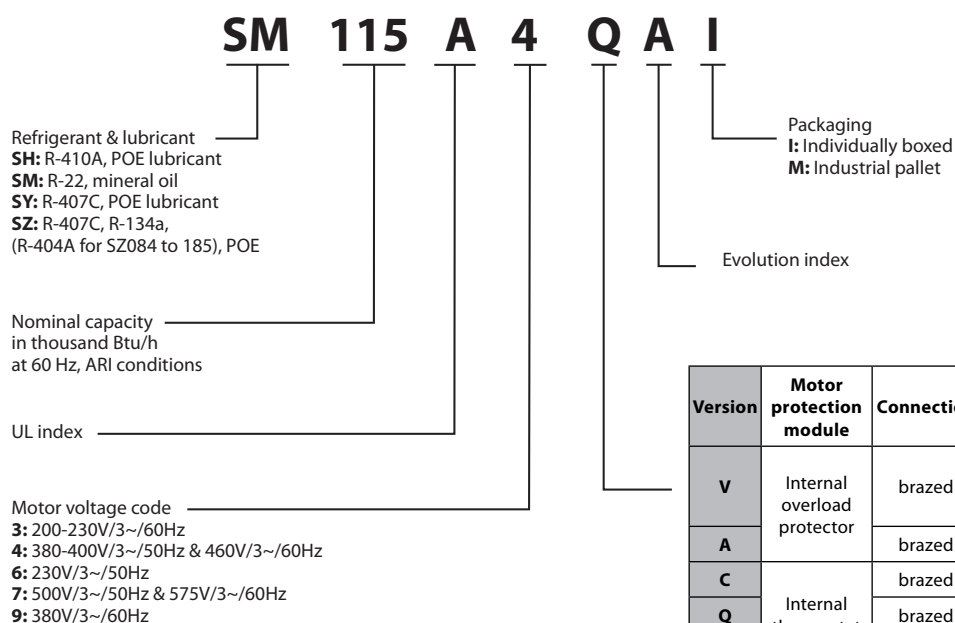 SM 115 A 4 Q A I
Refrigerant & lubricant
SH: R-410A, POE lubricant
SM: R-22, mineral oil
SY: R-407C, POE lubricant
SZ: R-407C, R-134a,
(R-404A for SZ084 to 185), POE
Packaging
I: Individually boxed
M: Industrial pallet
Evolution index
Nominal capacity
in thousand Btu/h
at 60 Hz, ARI conditions
UL index
Motor voltage code
3: 200-230V/3~/60Hz
4: 380-400V/3~/50Hz & 460V/3~/60Hz
6: 230V/3~/50Hz
7: 500V/3~/50Hz & 575V/3~/60Hz
9: 380V/3~/60Hz
Version
Motor
protection
module
V
Internal
overload
protector
brazed
A
brazed
C
Internal
brazed
Q
brazed